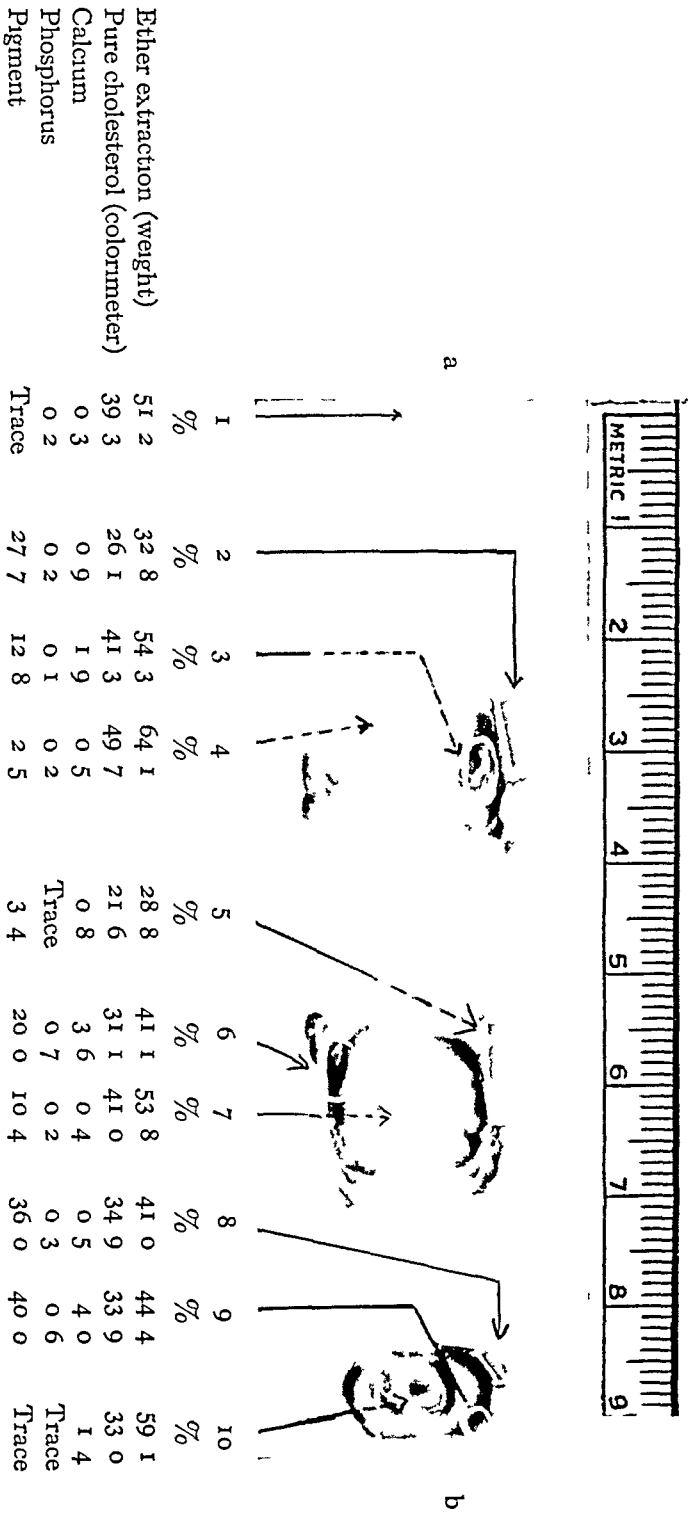 METRIC 1 2 3 4 5 6 7 8 9
a b
1 2 3 4 5 6 7 8 9 10
% % % % % % % % % %
Ether extraction (weight) 51 2 32 8 54 3 64 1 28 8 41 1 53 8 41 0 44 4 59 1
Pure cholesterol (colorimeter) 39 3 26 1 41 3 49 7 21 6 31 1 41 0 34 9 33 9 33 0
Calcium 0 3 0 9 1 9 0 5 0 8 3 6 0 4 0 5 4 0 1 4
Phosphorus 0 2 0 2 0 1 0 2 Trace 0 7 0 2 0 3 0 6 Trace
Pigment Trace 27 7 12 8 2 5 3 4 20 0 10 4 36 0 40 0 Trace